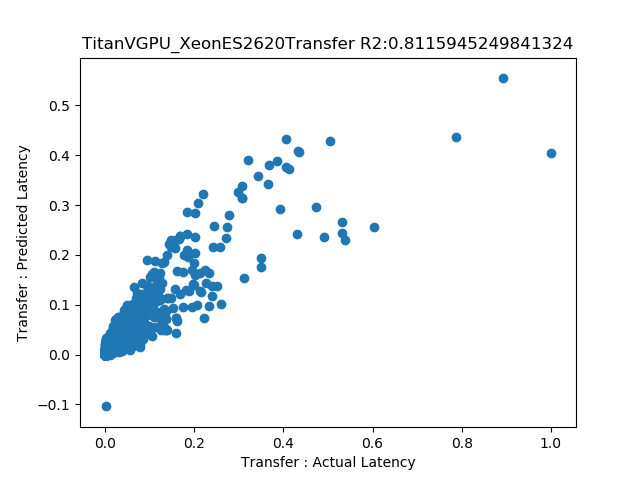 TitanVGPU_XeonES2620Transfer R2:0.8115945249841324
Transfer : Predicted Latency
0.5
0.4
0.3
0.2
0.1
0.0
−0.1
0.0 0.2 0.4 0.6 0.8 1.0
Transfer : Actual Latency